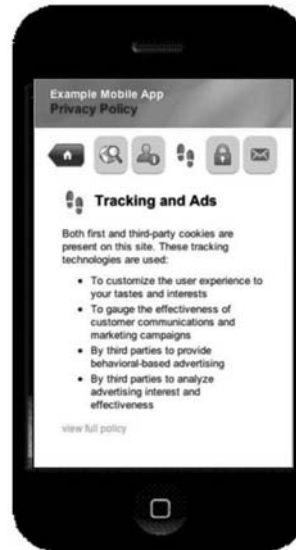 Example Mobile App
Privacy Policy
Tracking and Ads
Both first and third-party cookies are
present on this site. These tracking
technologies are used:
• To customize the user experience to
your tastes and interests
• To gauge the effectiveness of
customer communications and
marketing campaigns
• By third parties to provide
behavioral-based advertising
• By third parties to analyze
advertising interest and
effectiveness
view full policy